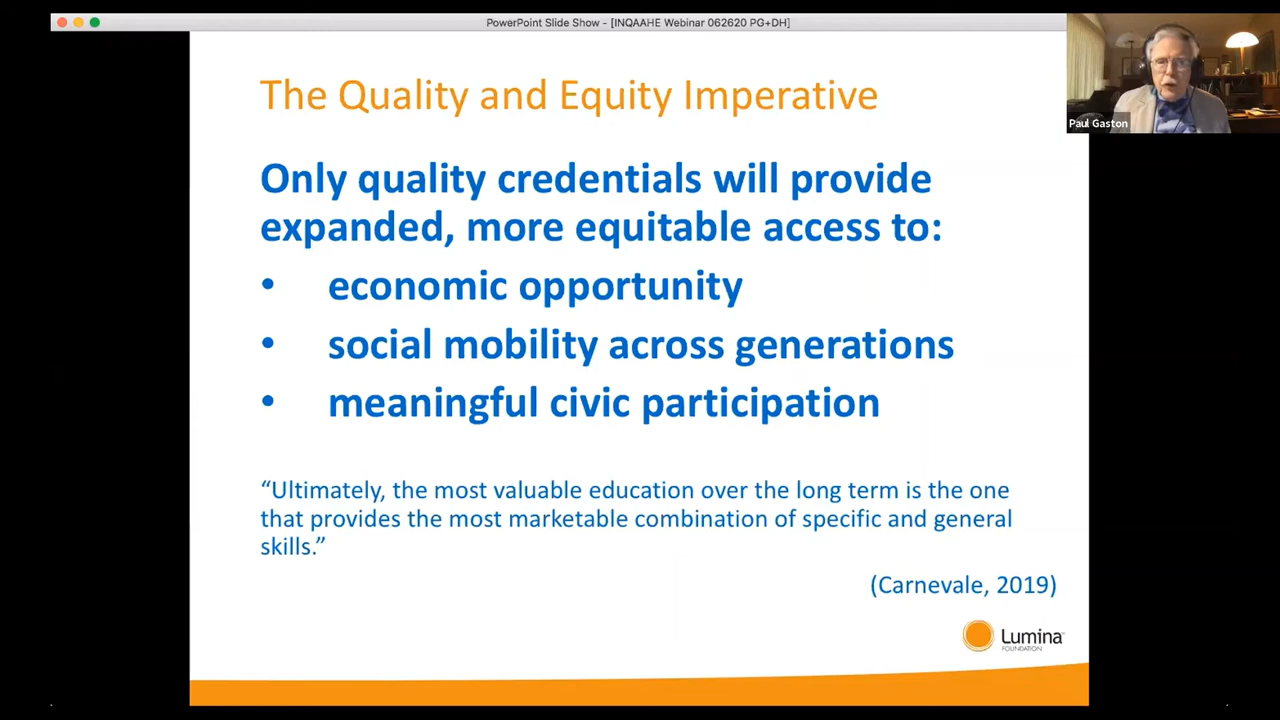 PowerPoint Slide Show - [INQAAHE Webinar 062620 PG+DH]
Paul Gaston
The Quality and Equity Imperative
Only quality credentials will provide
expanded, more equitable access to:
• economic opportunity
• social mobility across generations
• meaningful civic participation
“Ultimately, the most valuable education over the long term is the one
that provides the most marketable combination of specific and general
skills.”
(Carnevale, 2019)
Lumina
FOUNDATION